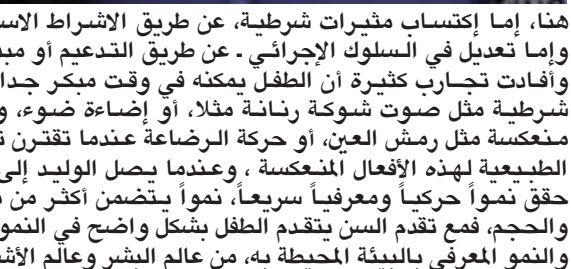 هنا، إما إكتساب مثيرات شرطية، عن طريق الاشراط
وإما تعديل في السلوك الإجرائي ـ عن طريق التدعيم أو
وأفادت تجارب كثيرة أن الطفل يمكنه في وقت مبكر جدا
شرطية مثل صوت شوكة رنانة مثلا، أو إضاءة ضوء،
منعكسة مثل رمش العين، أو حركة الرضاعة عندما تقترن
الطبيعية لهذه الأفعال المنعكسة ، وعندما يصل الوليد إلى
حقق نمواً حركياً ومعرفياً سريعاً، نمواً يتضمن أكثر من
والحجم، فمع تقدم السن يتقدم الطفل بشكل واضح في النمو
والنمو المعرفي بالبيئة المحيطة به، من عالم البشر وعالم